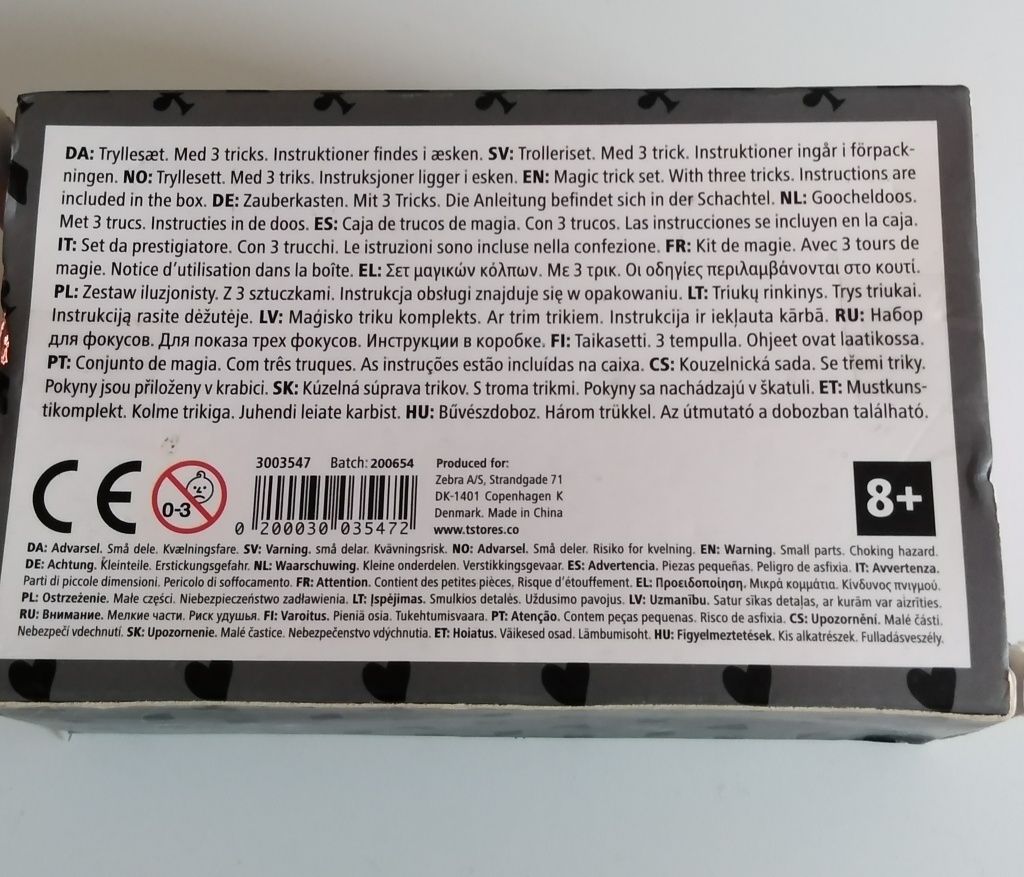 DA: Tryllesæt. Med 3 tricks. Instruktioner findes i æsken. SV: Trolleriset. Med 3 trick. Instruktioner ingår i förpack-
ningen. NO: Tryllesett. Med 3 triks. Instruksjoner ligger i esken. EN: Magic trick set. With three tricks. Instructions are
included in the box. DE: Zauberkasten. Mit 3 Tricks. Die Anleitung befindet sich in der Schachtel. NL: Goocheldoos.
Met 3 trucs. Instructies in de doos. ES: Caja de trucos de magia. Con 3 trucos. Las instrucciones se incluyen en la caja.
IT: Set da prestigiatore. Con 3 trucchi. Le istruzioni sono incluse nella confezione. FR: Kit de magie. Avec 3 tours de
magie. Notice d'utilisation dans la boîte. EL: Σετ μαγικών κόλπων. Με 3 τρικ. Οι οδηγίες περιλαμβάνονται στο κουτί.
PL: Zestaw iluzjonisty. Z 3 sztuczkami. Instrukcja obsługi znajduje się w opakowaniu. LT: Triukų rinkinys. Trys triukai.
Instrukciją rasite dėžutėje. LV: Maģisko triku komplekts. Ar trim trikiem. Instrukcija ir iekļauta kārbā. RU: Набор
для фокусов. Для показа трех фокусов. Инструкции в коробке. FI: Taikasetti. 3 tempulla. Ohjeet ovat laatikossa.
PT: Conjunto de magia. Com três truques. As instruções estão incluídas na caixa. CS: Kouzelnická sada. Se třemi triky.
Pokyny jsou přiloženy v krabici. SK: Kúzelná súprava trikov. S troma trikmi. Pokyny sa nachádzajú v škatuli. ET: Mustkuns-
tikomplekt. Kolme trikiga. Juhendi leiate karbist. HU: Bűvészdoboz. Három trükkel. Az útmutató a dobozban található.
CE
0-3
3003547 Batch: 200654
0 200030 035472
Produced for:
Zebra A/S, Strandgade 71
DK-1401 Copenhagen K
Denmark. Made in China
www.tstores.co
8+
DA: Advarsel. Små dele. Kvælningsfare. SV: Varning. små delar. Kvävningsrisk. NO: Advarsel. Små deler. Risiko for kvelning. EN: Warning. Small parts. Choking hazard.
DE: Achtung. Kleinteile. Erstickungsgefahr. NL: Waarschuwing. Kleine onderdelen. Verstikkingsgevaar. ES: Advertencia. Piezas pequeñas. Peligro de asfixia. IT: Avvertenza.
Parti di piccole dimensioni. Pericolo di soffocamento. FR: Attention. Contient des petites pièces, Risque d'étouffement. EL: Προειδοποίηση. Μικρά κομμάτια. Κίνδυνος πνιγμού.
PL: Ostrzeżenie. Małe części. Niebezpieczeństwo zadławienia. LT: Įspėjimas. Smulkios detalės. Uždusimo pavojus. LV: Uzmanību. Satur sīkas detaļas, ar kurām var aizrīties.
RU: Внимание. Мелкие части. Риск удушья. FI: Varoitus. Pieniä osia. Tukehtumisvaara. PT: Atenção. Contem peças pequenas. Risco de asfixia. CS: Upozornění. Malé části.
Nebezpečí vdechnutí. SK: Upozornenie. Malé častice. Nebezpečenstvo vdýchnutia. ET: Hoiatus. Väikesed osad. Lämbumisoht. HU: Figyelmeztetések. Kis alkatrészek. Fulladásveszély.